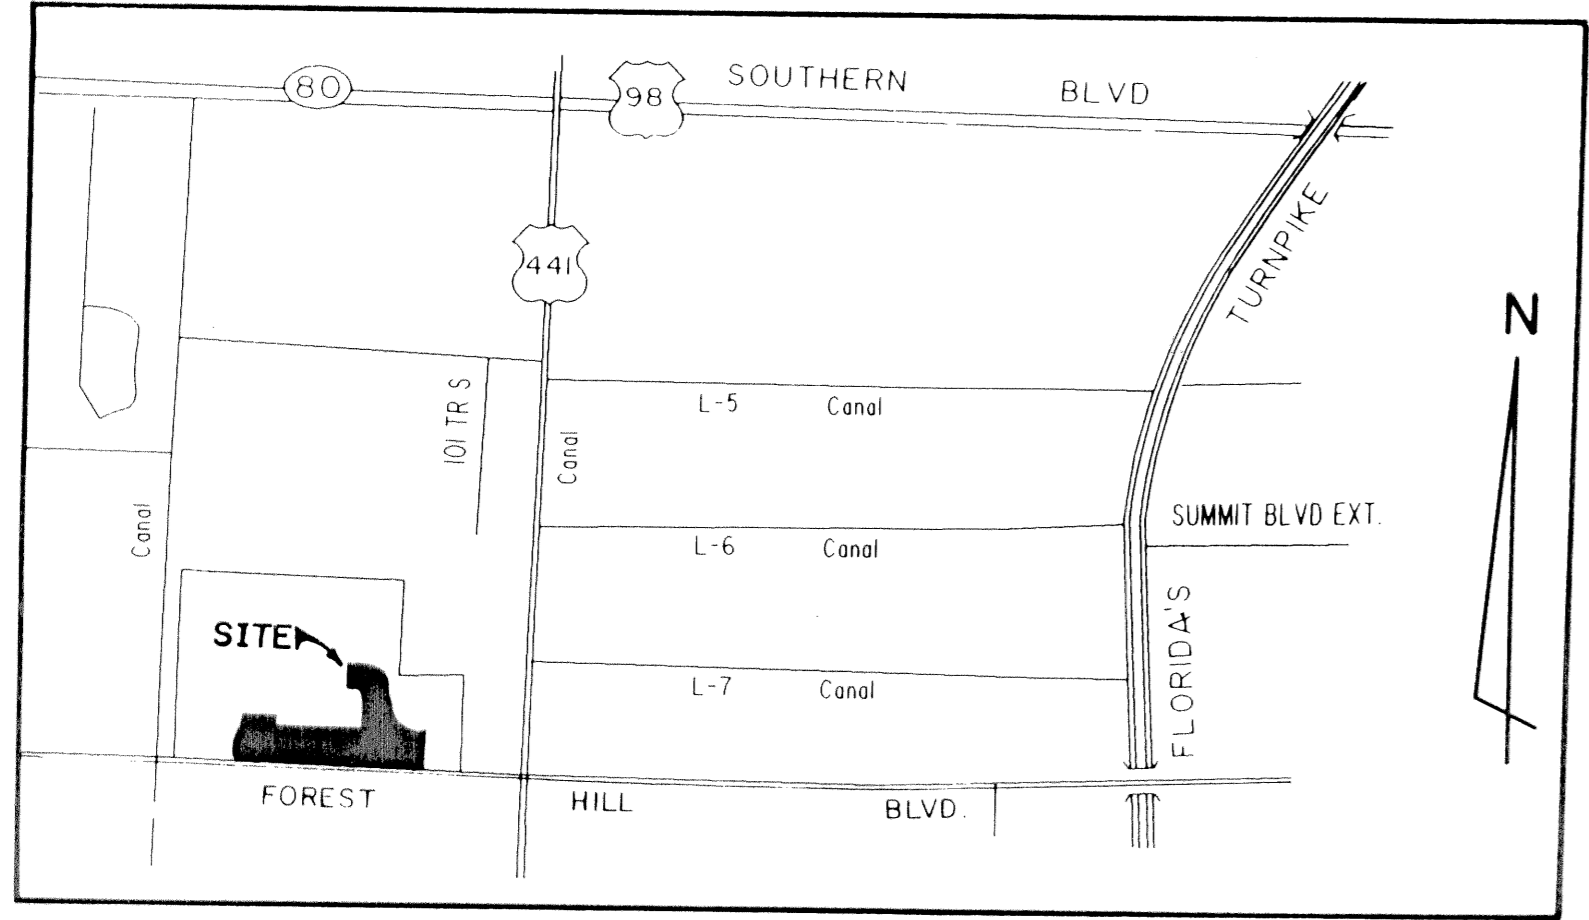 SOUTHERN BLVD
80
98
441
TURNPIKE
N
101 TR S
L-5 Canal
Canal
Canal
SUMMIT BLVD EXT.
L-6 Canal
FLORIDA'S
SITE
L-7 Canal
FOREST HILL BLVD.